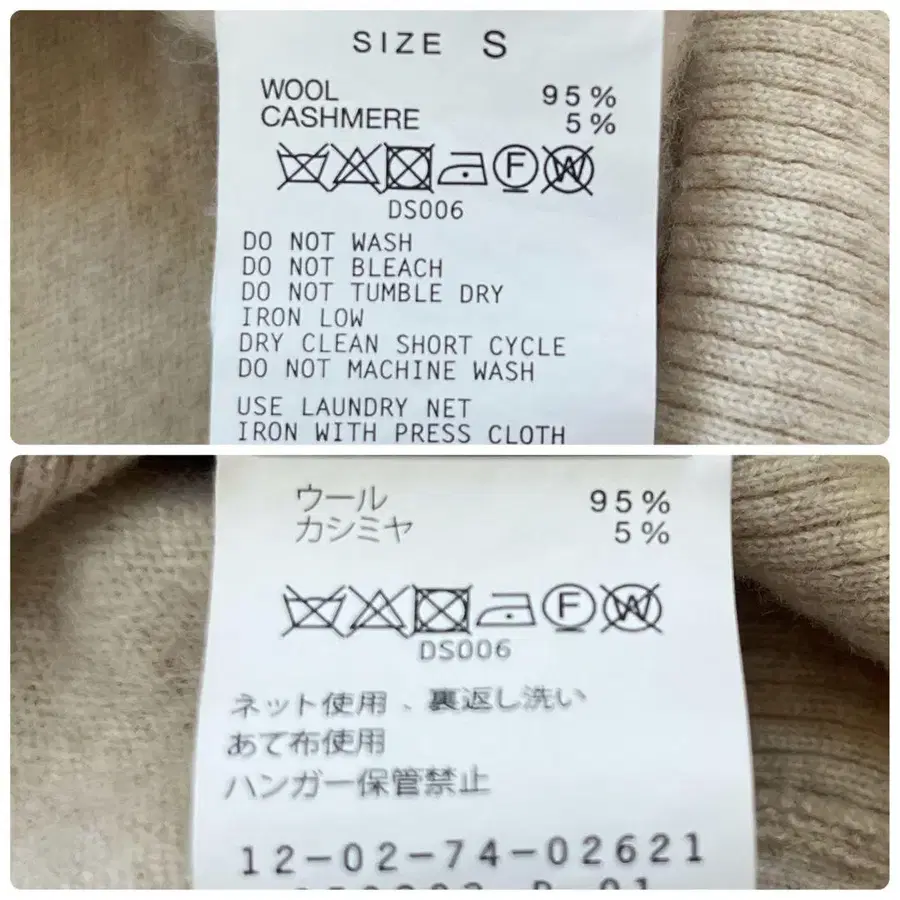 SIZE S
WOOL 95%
CASHMERE 5%
F W
DS006
DO NOT WASH
DO NOT BLEACH
DO NOT TUMBLE DRY
IRON LOW
DRY CLEAN SHORT CYCLE
DO NOT MACHINE WASH
USE LAUNDRY NET
IRON WITH PRESS CLOTH
ウール 95%
カシミヤ 5%
F W
DS006
ネット使用、裏返し洗い
あて布使用
ハンガー保管禁止
12-02-74-02621